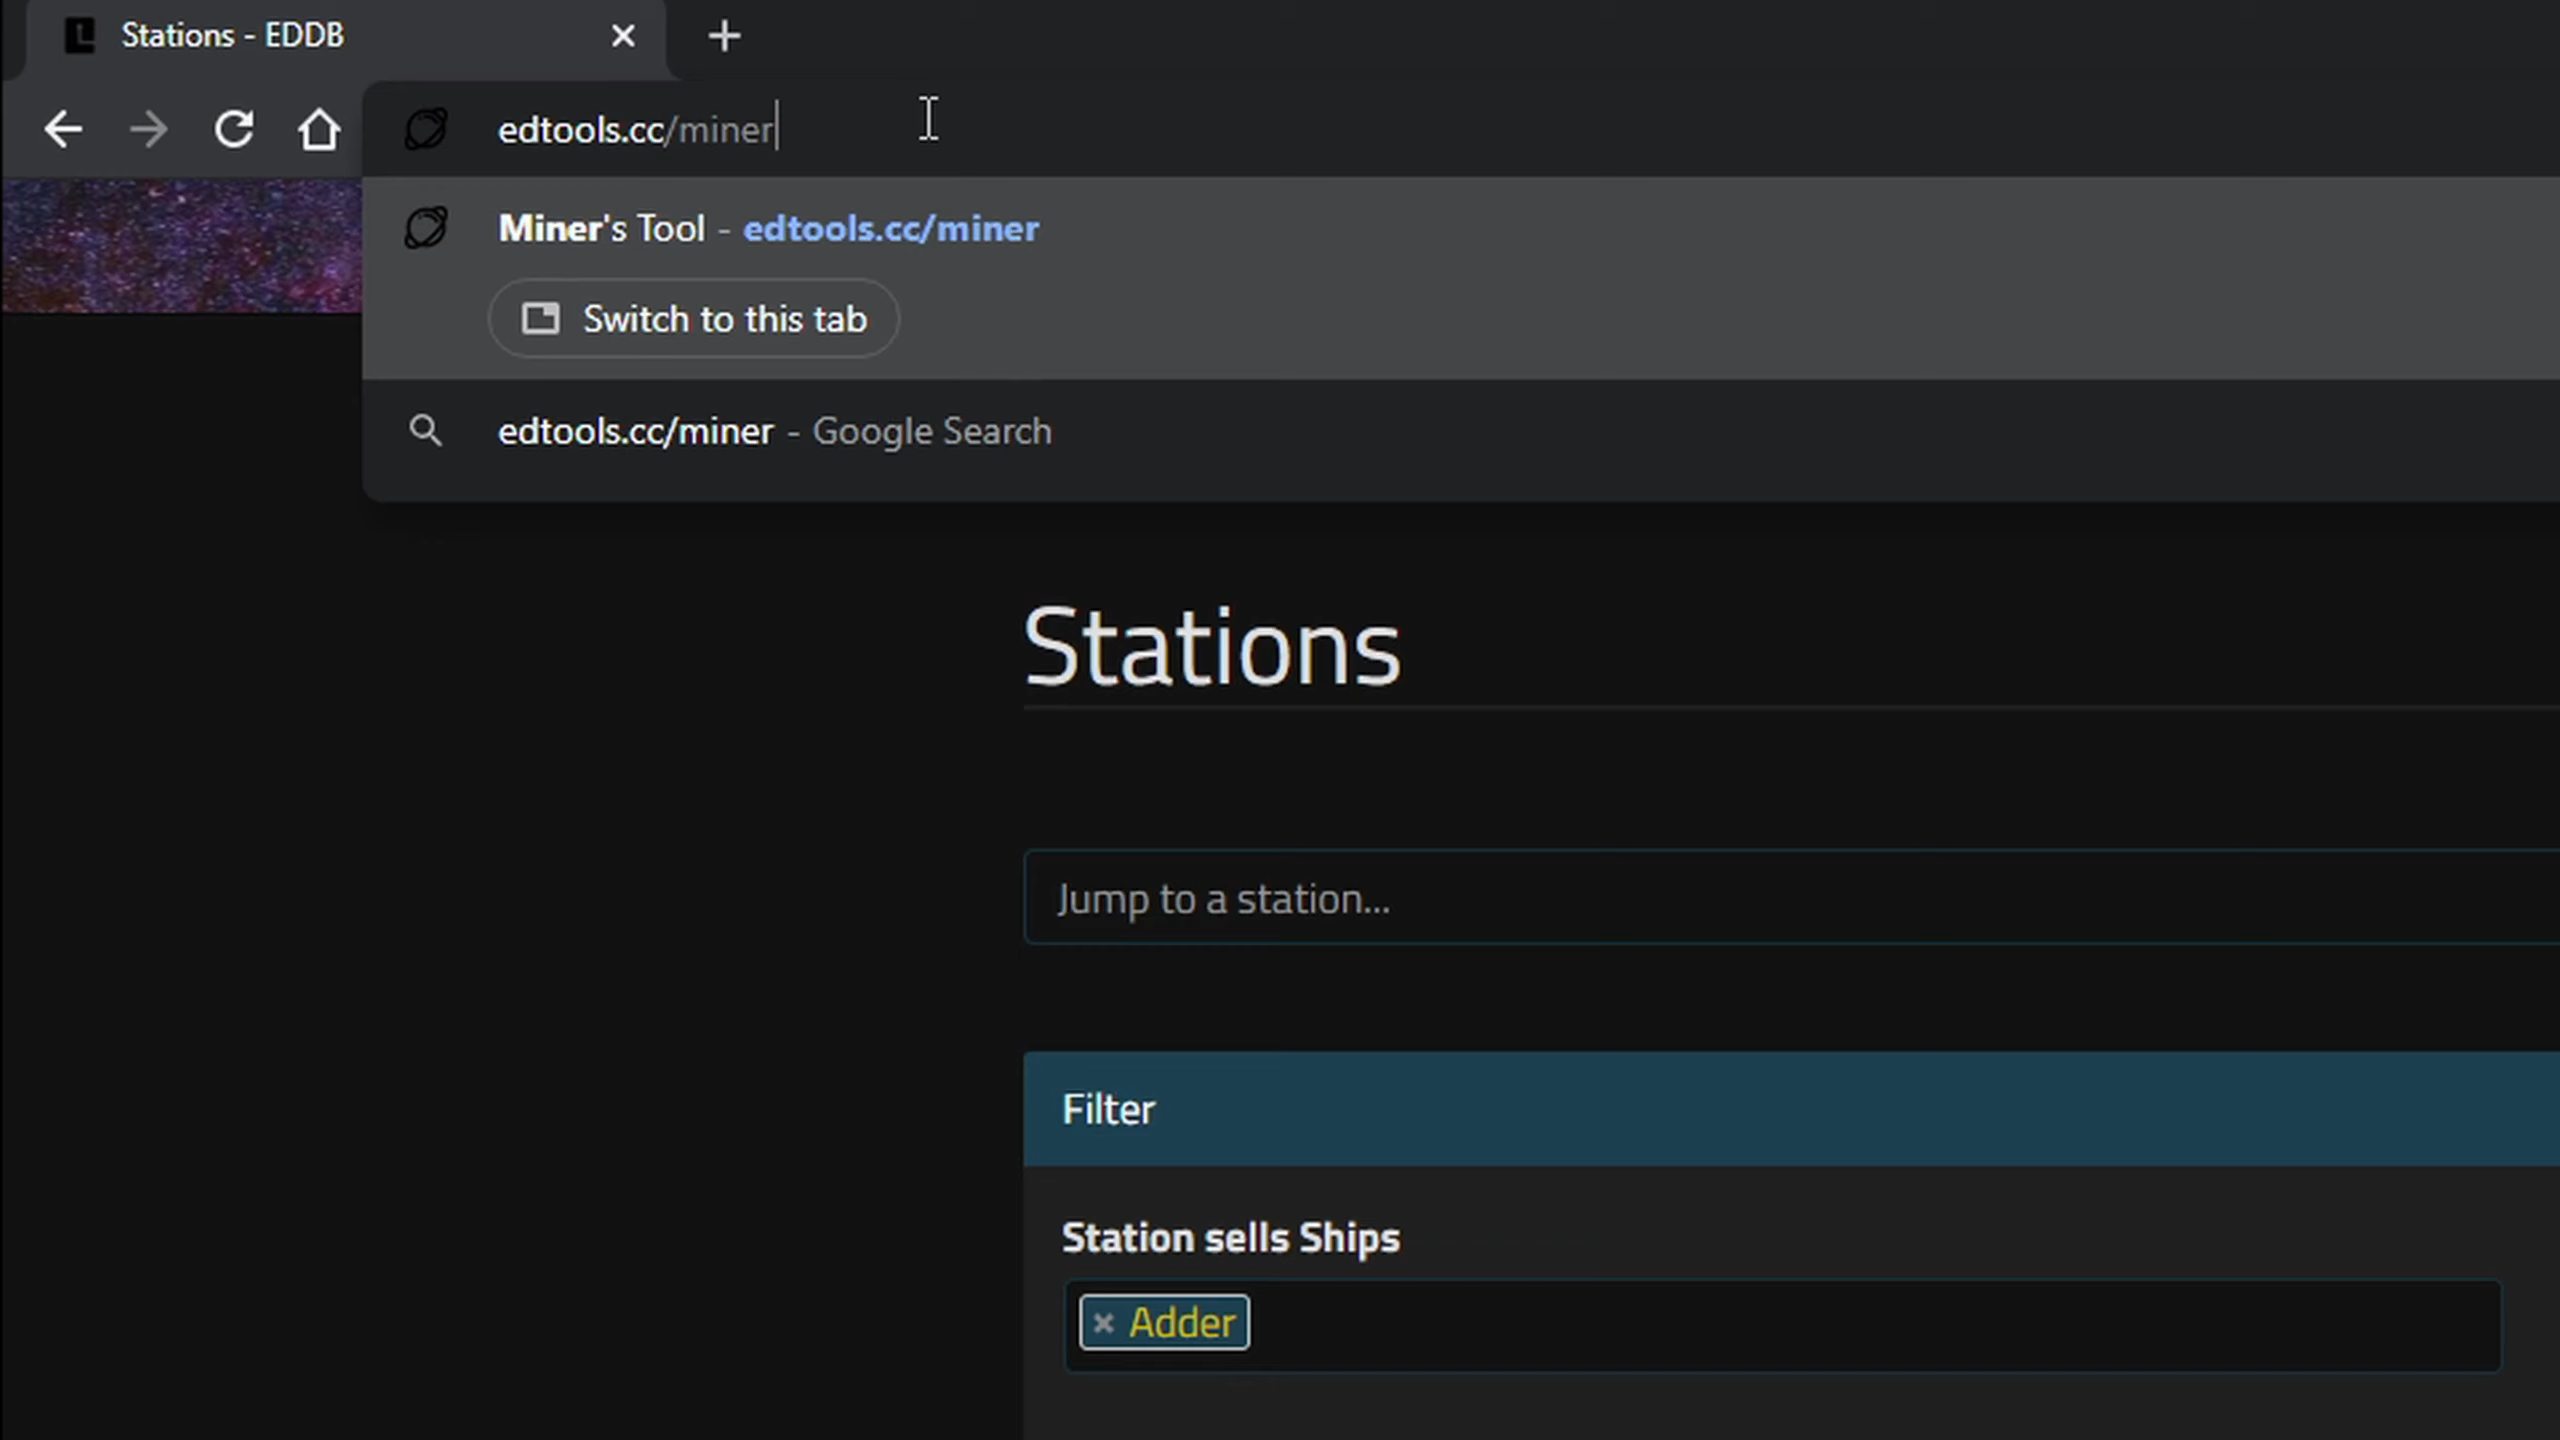 Stations - EDDB
edtools.cc/miner
Miner's Tool - edtools.cc/miner
Switch to this tab
edtools.cc/miner - Google Search
Stations
Jump to a station...
Filter
Station sells Ships
× Adder